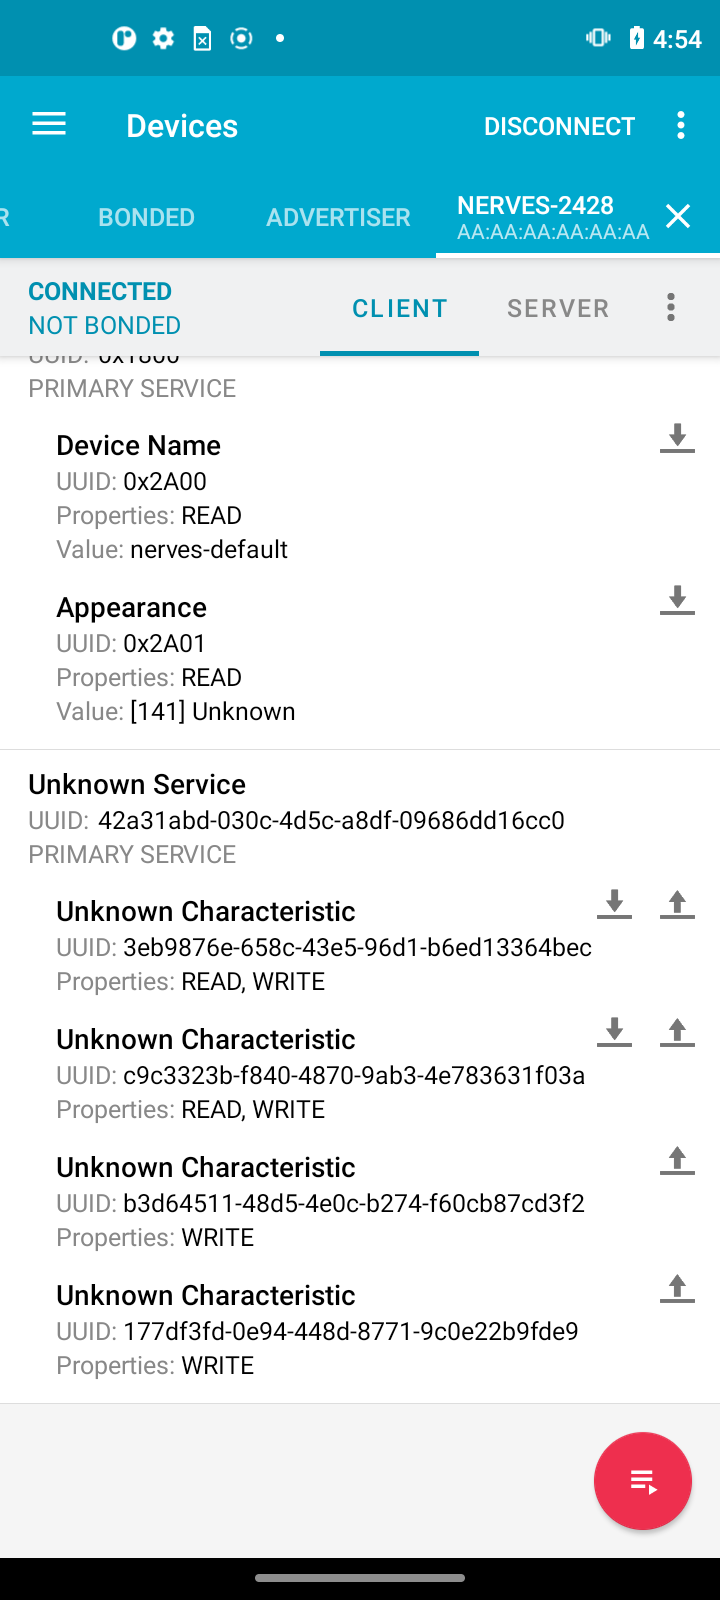 4:54
Devices
DISCONNECT
R
BONDED
ADVERTISER
NERVES-2428
AA:AA:AA:AA:AA:AA
CONNECTED
NOT BONDED
CLIENT
SERVER
UUID: 0x1800
PRIMARY SERVICE
Device Name
UUID: 0x2A00
Properties: READ
Value: nerves-default
Appearance
UUID: 0x2A01
Properties: READ
Value: [141] Unknown
Unknown Service
UUID: 42a31abd-030c-4d5c-a8df-09686dd16cc0
PRIMARY SERVICE
Unknown Characteristic
UUID: 3eb9876e-658c-43e5-96d1-b6ed13364bec
Properties: READ, WRITE
Unknown Characteristic
UUID: c9c3323b-f840-4870-9ab3-4e783631f03a
Properties: READ, WRITE
Unknown Characteristic
UUID: b3d64511-48d5-4e0c-b274-f60cb87cd3f2
Properties: WRITE
Unknown Characteristic
UUID: 177df3fd-0e94-448d-8771-9c0e22b9fde9
Properties: WRITE